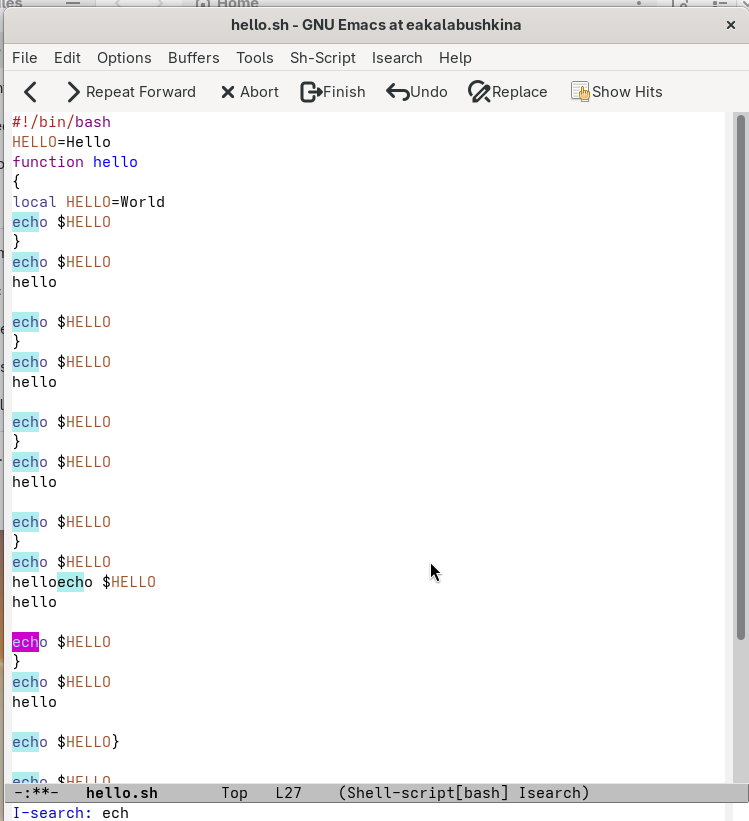 Home
hello.sh - GNU Emacs at eakalabushkina
File Edit Options Buffers Tools Sh-Script Isearch Help
Repeat Forward Abort Finish Undo Replace Show Hits
#!/bin/bash
HELLO=Hello
function hello
{
local HELLO=World
echo $HELLO
}
echo $HELLO
hello
echo $HELLO
}
echo $HELLO
hello
echo $HELLO
}
echo $HELLO
hello
echo $HELLO
}
echo $HELLO
helloecho $HELLO
hello
echo $HELLO
}
echo $HELLO
hello
echo $HELLO}
echo $HELLO
-:**- hello.sh Top L27 (Shell-script[bash] Isearch)
I-search: ech